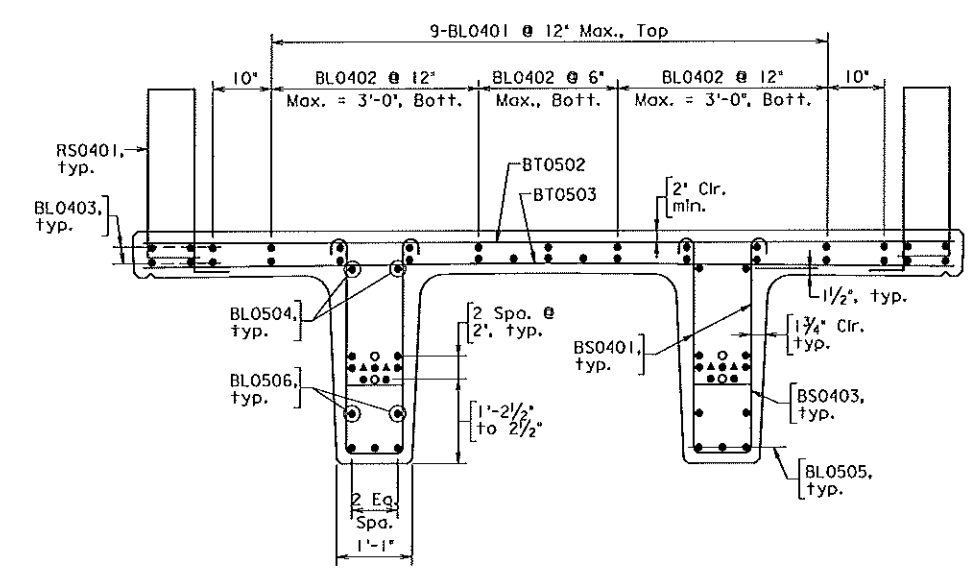 9-BL0401 @ 12" Max., Top
10"
BL0402 @ 12"
Max. = 3'-0", Bott.
BL0402 @ 6"
Max., Bott.
BL0402 @ 12"
Max. = 3'-0", Bott.
10"
RS0401,
typ.
BT0502
BT0503
2" Clr.
min.
BL0403,
typ.
1½", typ.
BL0504,
typ.
2 Spa. @
2", typ.
BS0401,
typ.
1¾" Clr.
typ.
BL0506,
typ.
1'-2½"
to 2½"
BS0403,
typ.
BL0505,
typ.
2 Eq.
Spa.
1'-1"